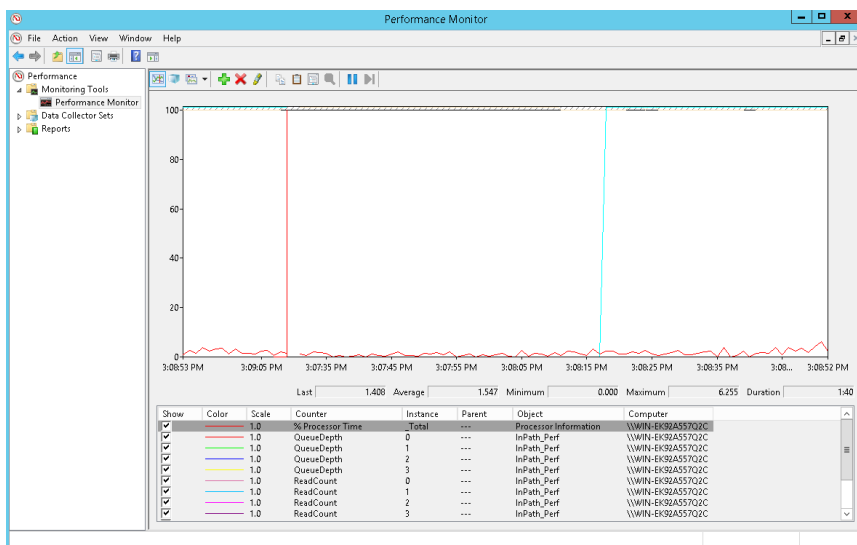 Performance Monitor
File Action View Window Help
Performance
Monitoring Tools
Performance Monitor
Data Collector Sets
Reports
100
80
60
40
20
0
3:08:53 PM 3:09:05 PM 3:07:35 PM 3:07:45 PM 3:07:55 PM 3:08:05 PM 3:08:15 PM 3:08:25 PM 3:08:35 PM 3:08... 3:08:52 PM
Last 1.408 Average 1.547 Minimum 0.000 Maximum 6.255 Duration 1:40
Show Color Scale Counter Instance Parent Object Computer
1.0 % Processor Time _Total --- Processor Information \\WIN-EK92A557Q2C
1.0 QueueDepth 0 --- InPath_Perf \\WIN-EK92A557Q2C
1.0 QueueDepth 1 --- InPath_Perf \\WIN-EK92A557Q2C
1.0 QueueDepth 2 --- InPath_Perf \\WIN-EK92A557Q2C
1.0 QueueDepth 3 --- InPath_Perf \\WIN-EK92A557Q2C
1.0 ReadCount 0 --- InPath_Perf \\WIN-EK92A557Q2C
1.0 ReadCount 1 --- InPath_Perf \\WIN-EK92A557Q2C
1.0 ReadCount 2 --- InPath_Perf \\WIN-EK92A557Q2C
1.0 ReadCount 3 --- InPath_Perf \\WIN-EK92A557Q2C